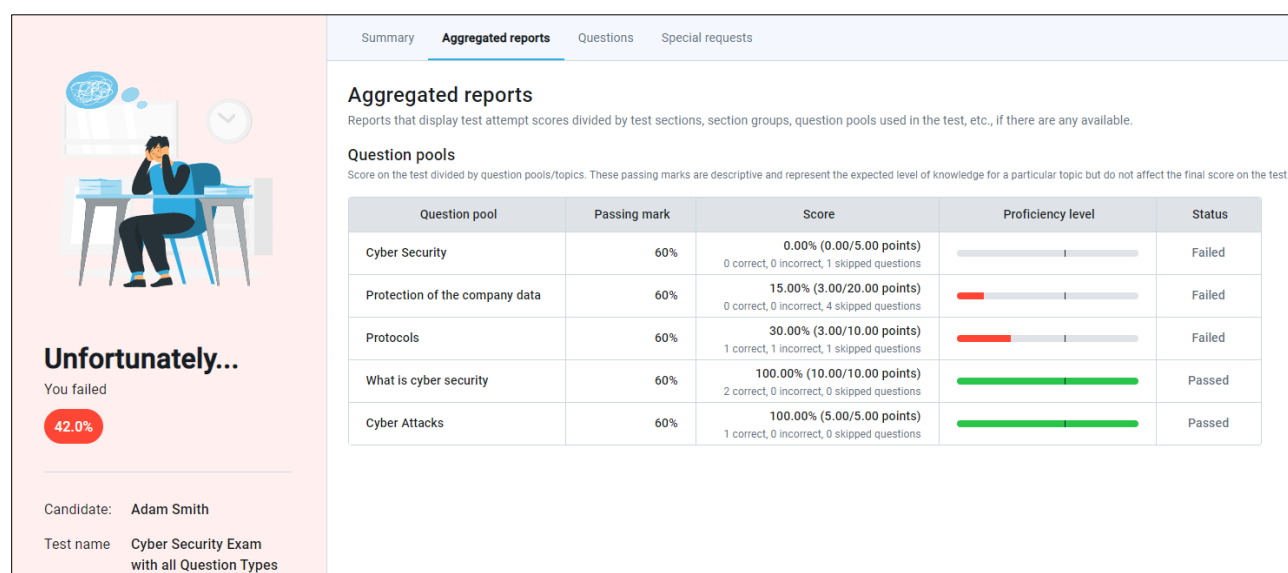 Summary Aggregated reports Questions Special requests
Aggregated reports
Reports that display test attempt scores divided by test sections, section groups, question pools used in the test, etc., if there are any available.
Question pools
Score on the test divided by question pools/topics. These passing marks are descriptive and represent the expected level of knowledge for a particular topic but do not affect the final score on the test
Question pool Passing mark Score Proficiency level Status
Cyber Security 60% 0.00% (0.00/5.00 points) Failed
0 correct, 0 incorrect, 1 skipped questions
Protection of the company data 60% 15.00% (3.00/20.00 points) Failed
0 correct, 0 incorrect, 4 skipped questions
Protocols 60% 30.00% (3.00/10.00 points) Failed
1 correct, 1 incorrect, 1 skipped questions
What is cyber security 60% 100.00% (10.00/10.00 points) Passed
2 correct, 0 incorrect, 0 skipped questions
Cyber Attacks 60% 100.00% (5.00/5.00 points) Passed
1 correct, 0 incorrect, 0 skipped questions
Unfortunately...
You failed
42.0%
Candidate: Adam Smith
Test name Cyber Security Exam
with all Question Types